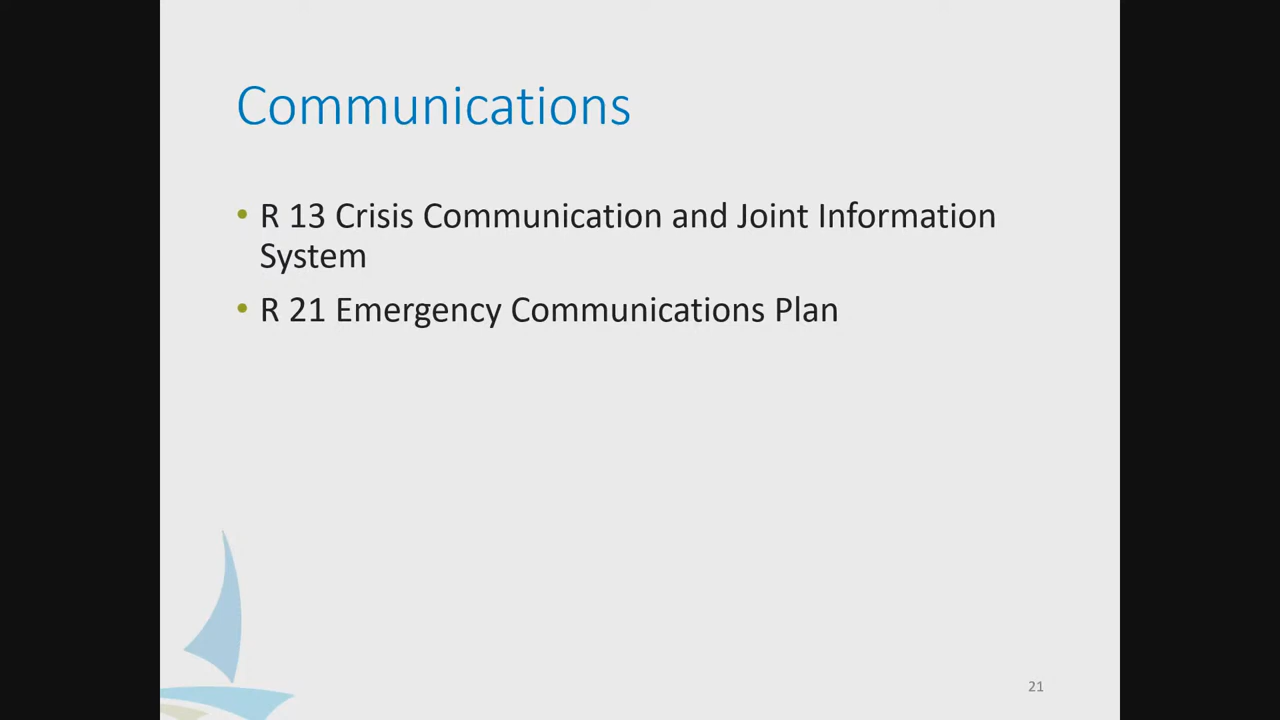 Communications
• R 13 Crisis Communication and Joint Information
System
• R 21 Emergency Communications Plan
21